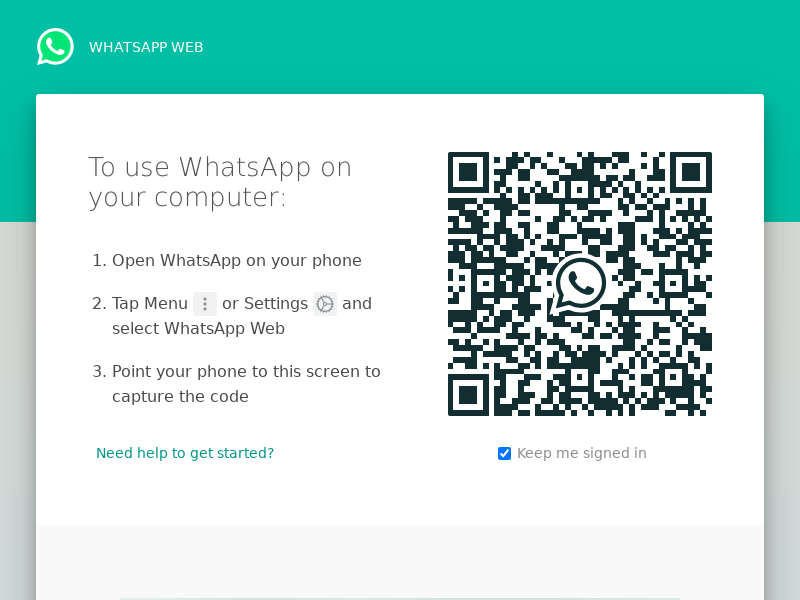 WHATSAPP WEB
To use WhatsApp on
your computer:
1. Open WhatsApp on your phone
2. Tap Menu or Settings and
select WhatsApp Web
3. Point your phone to this screen to
capture the code
Need help to get started?
Keep me signed in